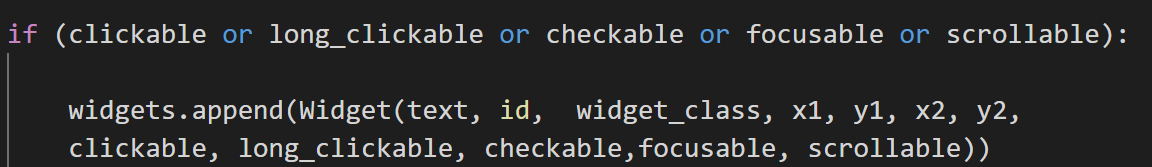 if (clickable or long_clickable or checkable or focusable or scrollable):
widgets.append(Widget(text, id,  widget_class, x1, y1, x2, y2,
clickable, long_clickable, checkable,focusable, scrollable))